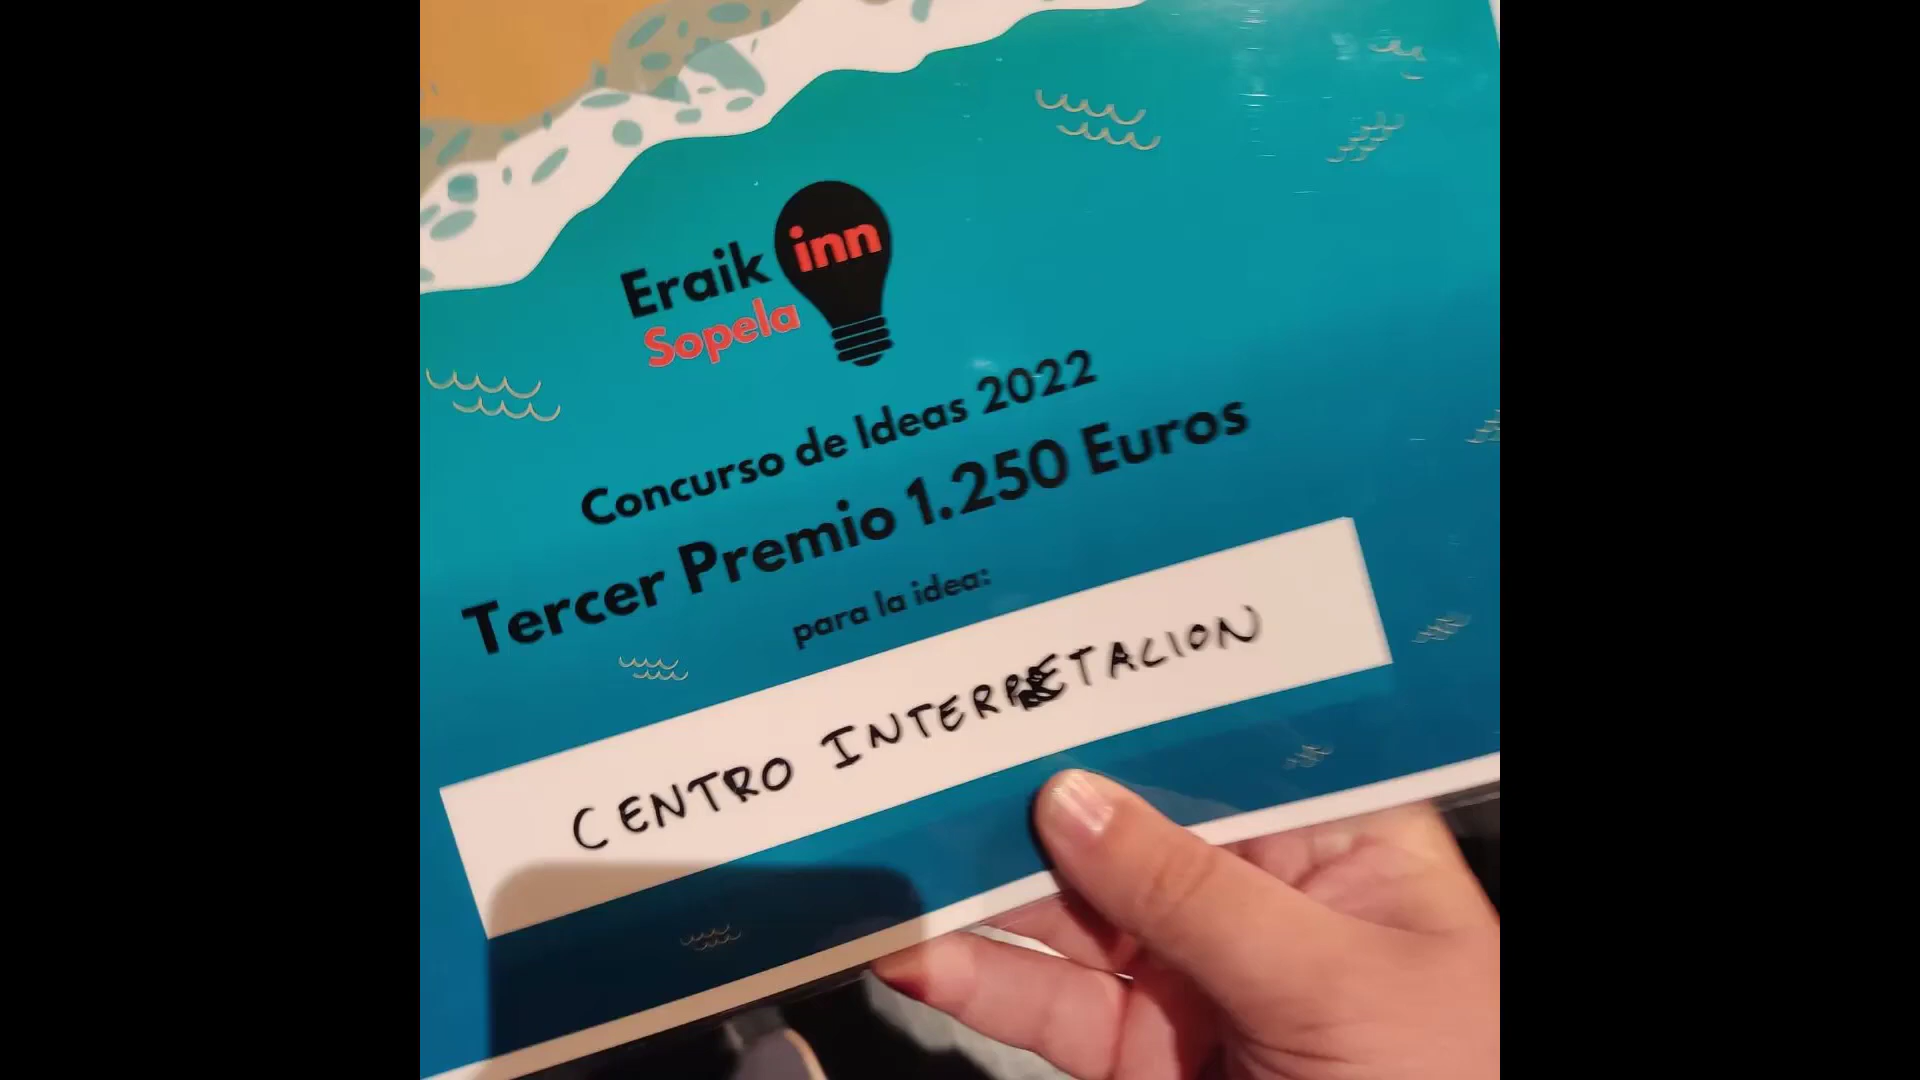 Eraik inn
Sopela
Concurso de Ideas 2022
Tercer Premio 1.250 Euros
para la idea:
CENTRO INTERPRETACION